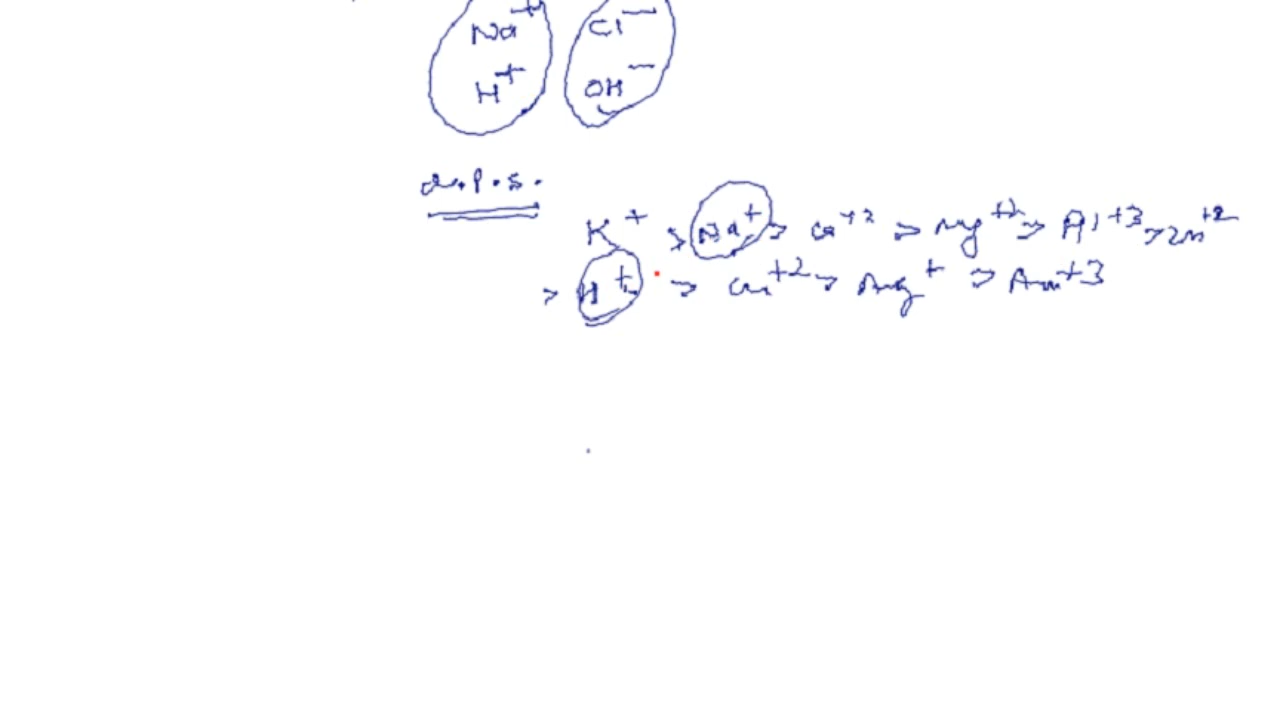 Na+ Cl-
H+ OH-
d.P.S.
K+ > Na+ > Ca+2 > Mg+2 > Al+3 > Zn+2
> H+ > Cu+2 > Ag+ > Au+3